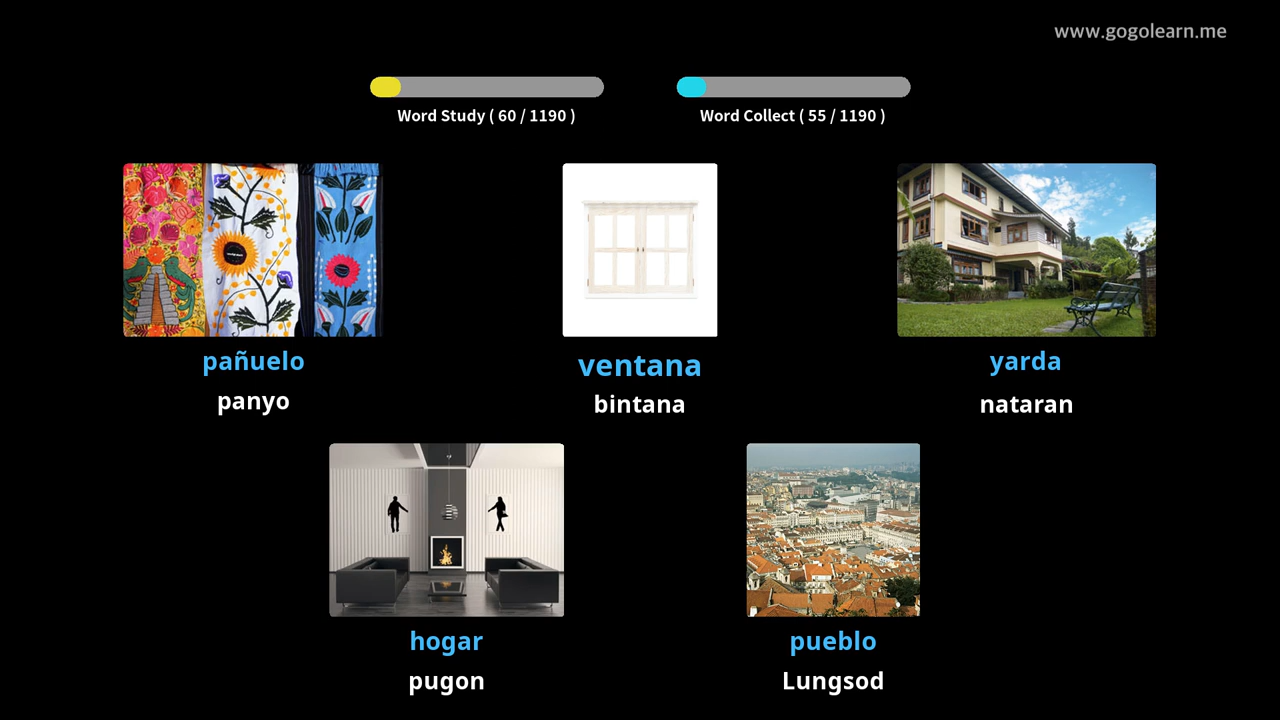 www.gogolearn.me
Word Study ( 60 / 1190 )
Word Collect ( 55 / 1190 )
pañuelo
panyo
ventana
bintana
yarda
nataran
hogar
pugon
pueblo
Lungsod